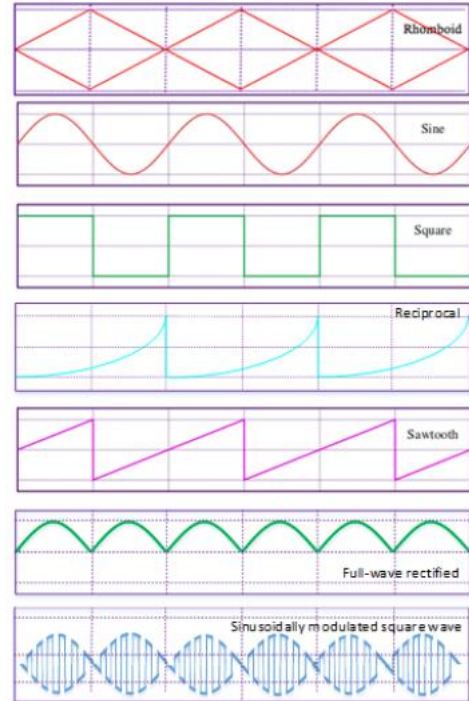 Rhomboid
Sine
Square
Reciprocal
Sawtooth
Full-wave rectified
Sinusoidally modulated square wave